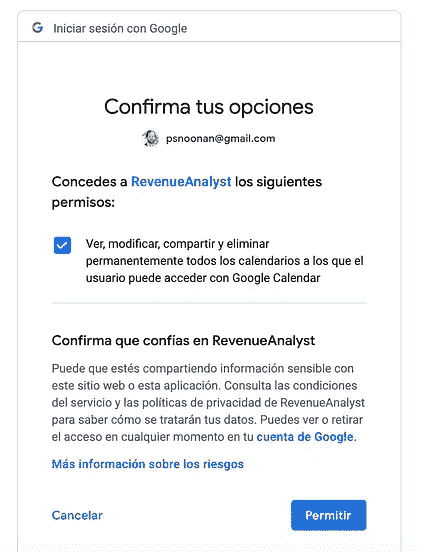 Iniciar sesión con Google
Confirma tus opciones
psnoonan@gmail.com
Concedes a RevenueAnalyst los siguientes
permisos:
Ver, modificar, compartir y eliminar
permanentemente todos los calendarios a los que el
usuario puede acceder con Google Calendar
Confirma que confías en RevenueAnalyst
Puede que estés compartiendo información sensible con
este sitio web o esta aplicación. Consulta las condiciones
del servicio y las políticas de privacidad de RevenueAnalyst
para saber cómo se tratarán tus datos. Puedes ver o retirar
el acceso en cualquier momento en tu cuenta de Google.
Más información sobre los riesgos
Cancelar
Permitir